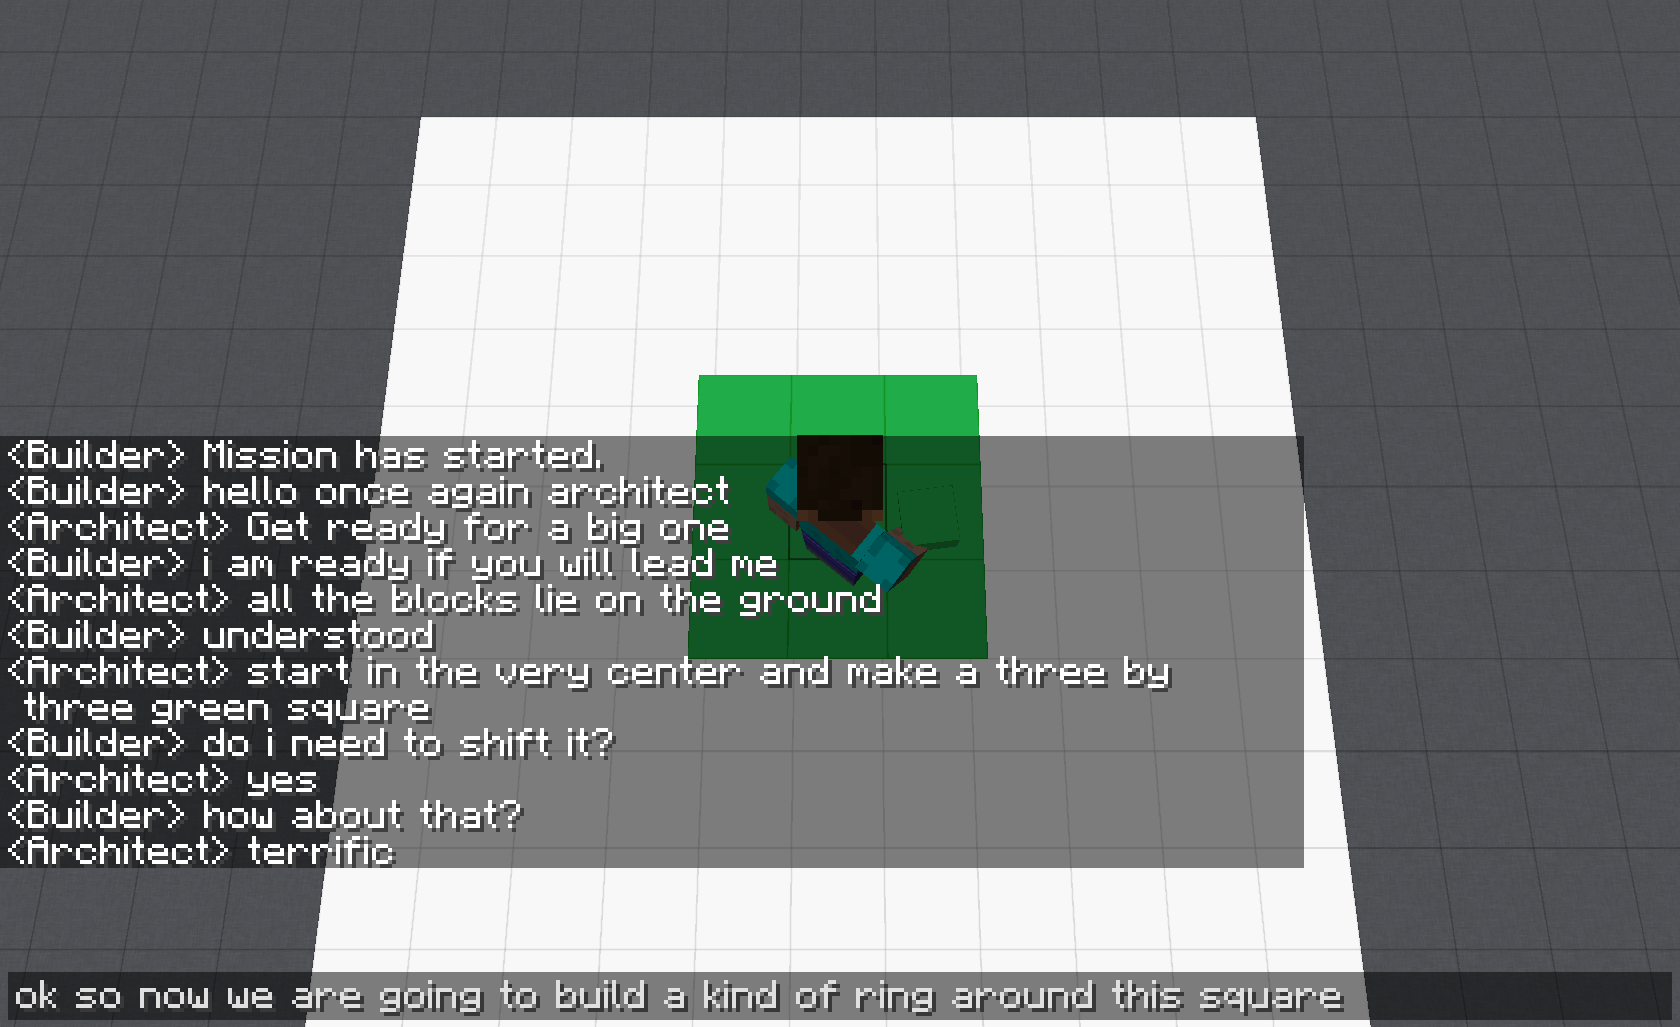 <Builder> Mission has started.
<Builder> hello once again architect
<Architect> Get ready for a big one
<Builder> i am ready if you will lead me
<Architect> all the blocks lie on the ground
<Builder> understood
<Architect> start in the very center and make a three by
three green square
<Builder> do i need to shift it?
<Architect> yes
<Builder> how about that?
<Architect> terrific
ok so now we are going to build a kind of ring around this square